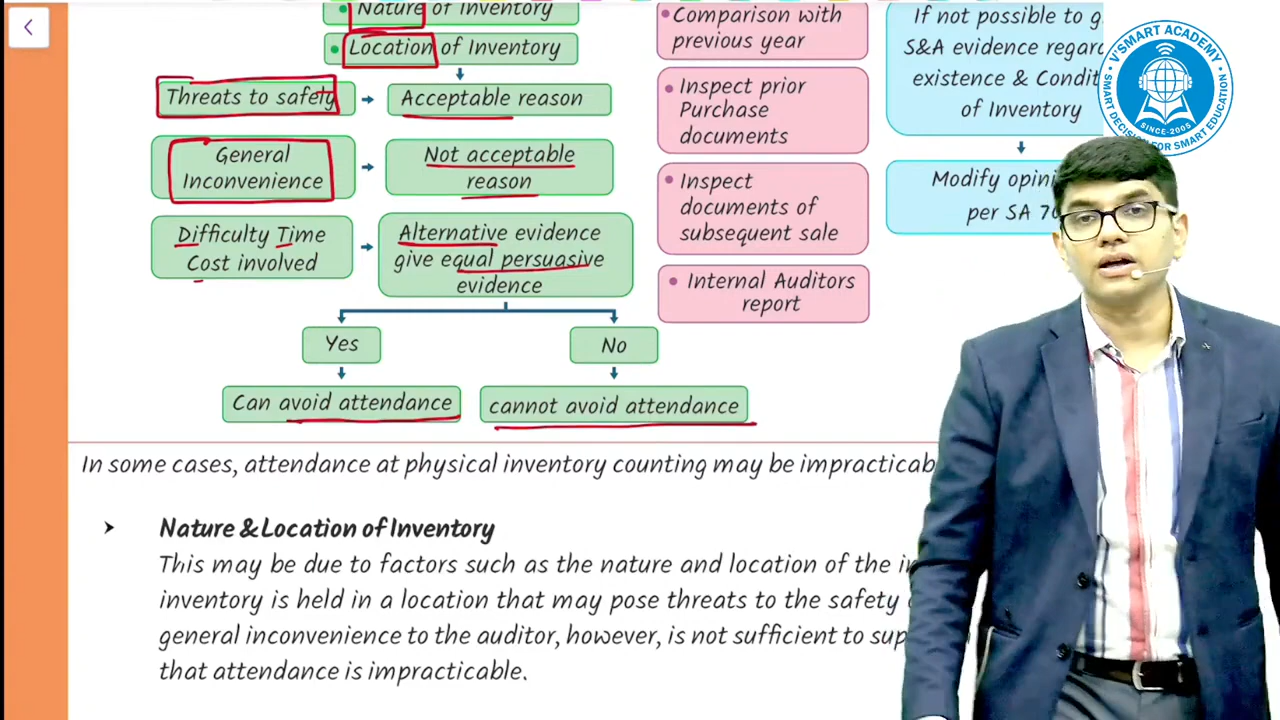 Nature of Inventory
Location of Inventory
Threats to safety
Acceptable reason
General
Inconvenience
Not acceptable
reason
Difficulty Time
Cost involved
Alternative evidence
give equal persuasive
evidence
Yes
No
Can avoid attendance
cannot avoid attendance
Comparison with
previous year
Inspect prior
Purchase
documents
Inspect
documents of
subsequent sale
Internal Auditors
report
If not possible to
S&A evidence
existence &
of Inventory
Modify
per SA
V'SMART ACADEMY
SMART DECISION FOR SMART EDUCATION
SINCE-2005
In some cases, attendance at physical inventory counting may be
Nature & Location of Inventory
This may be due to factors such as the nature and location of the
inventory is held in a location that may pose threats to the safety
general inconvenience to the auditor, however, is not sufficient to
that attendance is impracticable.